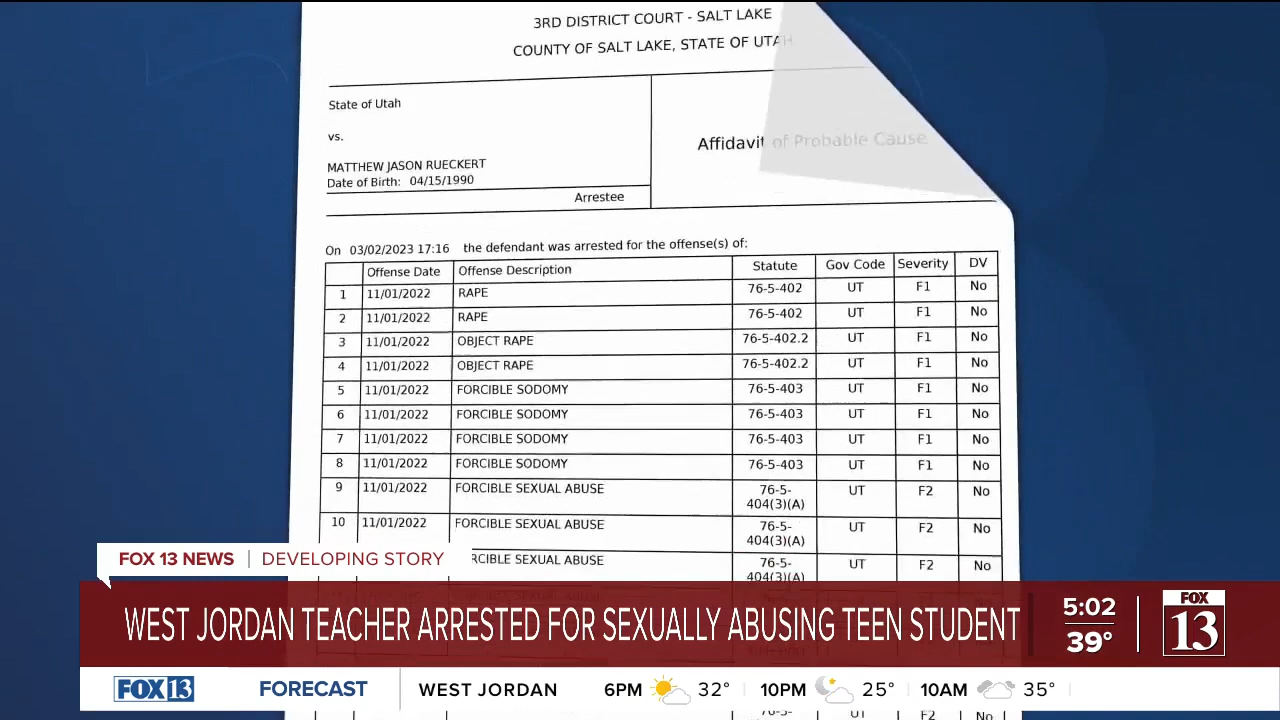 3RD DISTRICT COURT - SALT LAKE
COUNTY OF SALT LAKE, STATE OF UTAH
State of Utah
vs.
MATTHEW JASON RUECKERT
Date of Birth: 04/15/1990
Arrestee
Affidavit of Probable Cause
On 03/02/2023 17:16 the defendant was arrested for the offense(s) of:
Offense Date Offense Description Statute Gov Code Severity DV
1 11/01/2022 RAPE 76-5-402 UT F1 No
2 11/01/2022 RAPE 76-5-402 UT F1 No
3 11/01/2022 OBJECT RAPE 76-5-402.2 UT F1 No
4 11/01/2022 OBJECT RAPE 76-5-402.2 UT F1 No
5 11/01/2022 FORCIBLE SODOMY 76-5-403 UT F1 No
6 11/01/2022 FORCIBLE SODOMY 76-5-403 UT F1 No
7 11/01/2022 FORCIBLE SODOMY 76-5-403 UT F1 No
8 11/01/2022 FORCIBLE SODOMY 76-5-403 UT F1 No
9 11/01/2022 FORCIBLE SEXUAL ABUSE 76-5- UT F2 No
404(3)(A)
10 11/01/2022 FORCIBLE SEXUAL ABUSE 76-5- UT F2 No
404(3)(A)
RCIBLE SEXUAL ABUSE 76-5- UT F2 No
404(3)(A)
FOX 13 NEWS | DEVELOPING STORY
WEST JORDAN TEACHER ARRESTED FOR SEXUALLY ABUSING TEEN STUDENT
5:02
39°
FOX
13
FOX 13 FORECAST WEST JORDAN 6PM 32° 10PM 25° 10AM 35°
76-5- UT F2 No